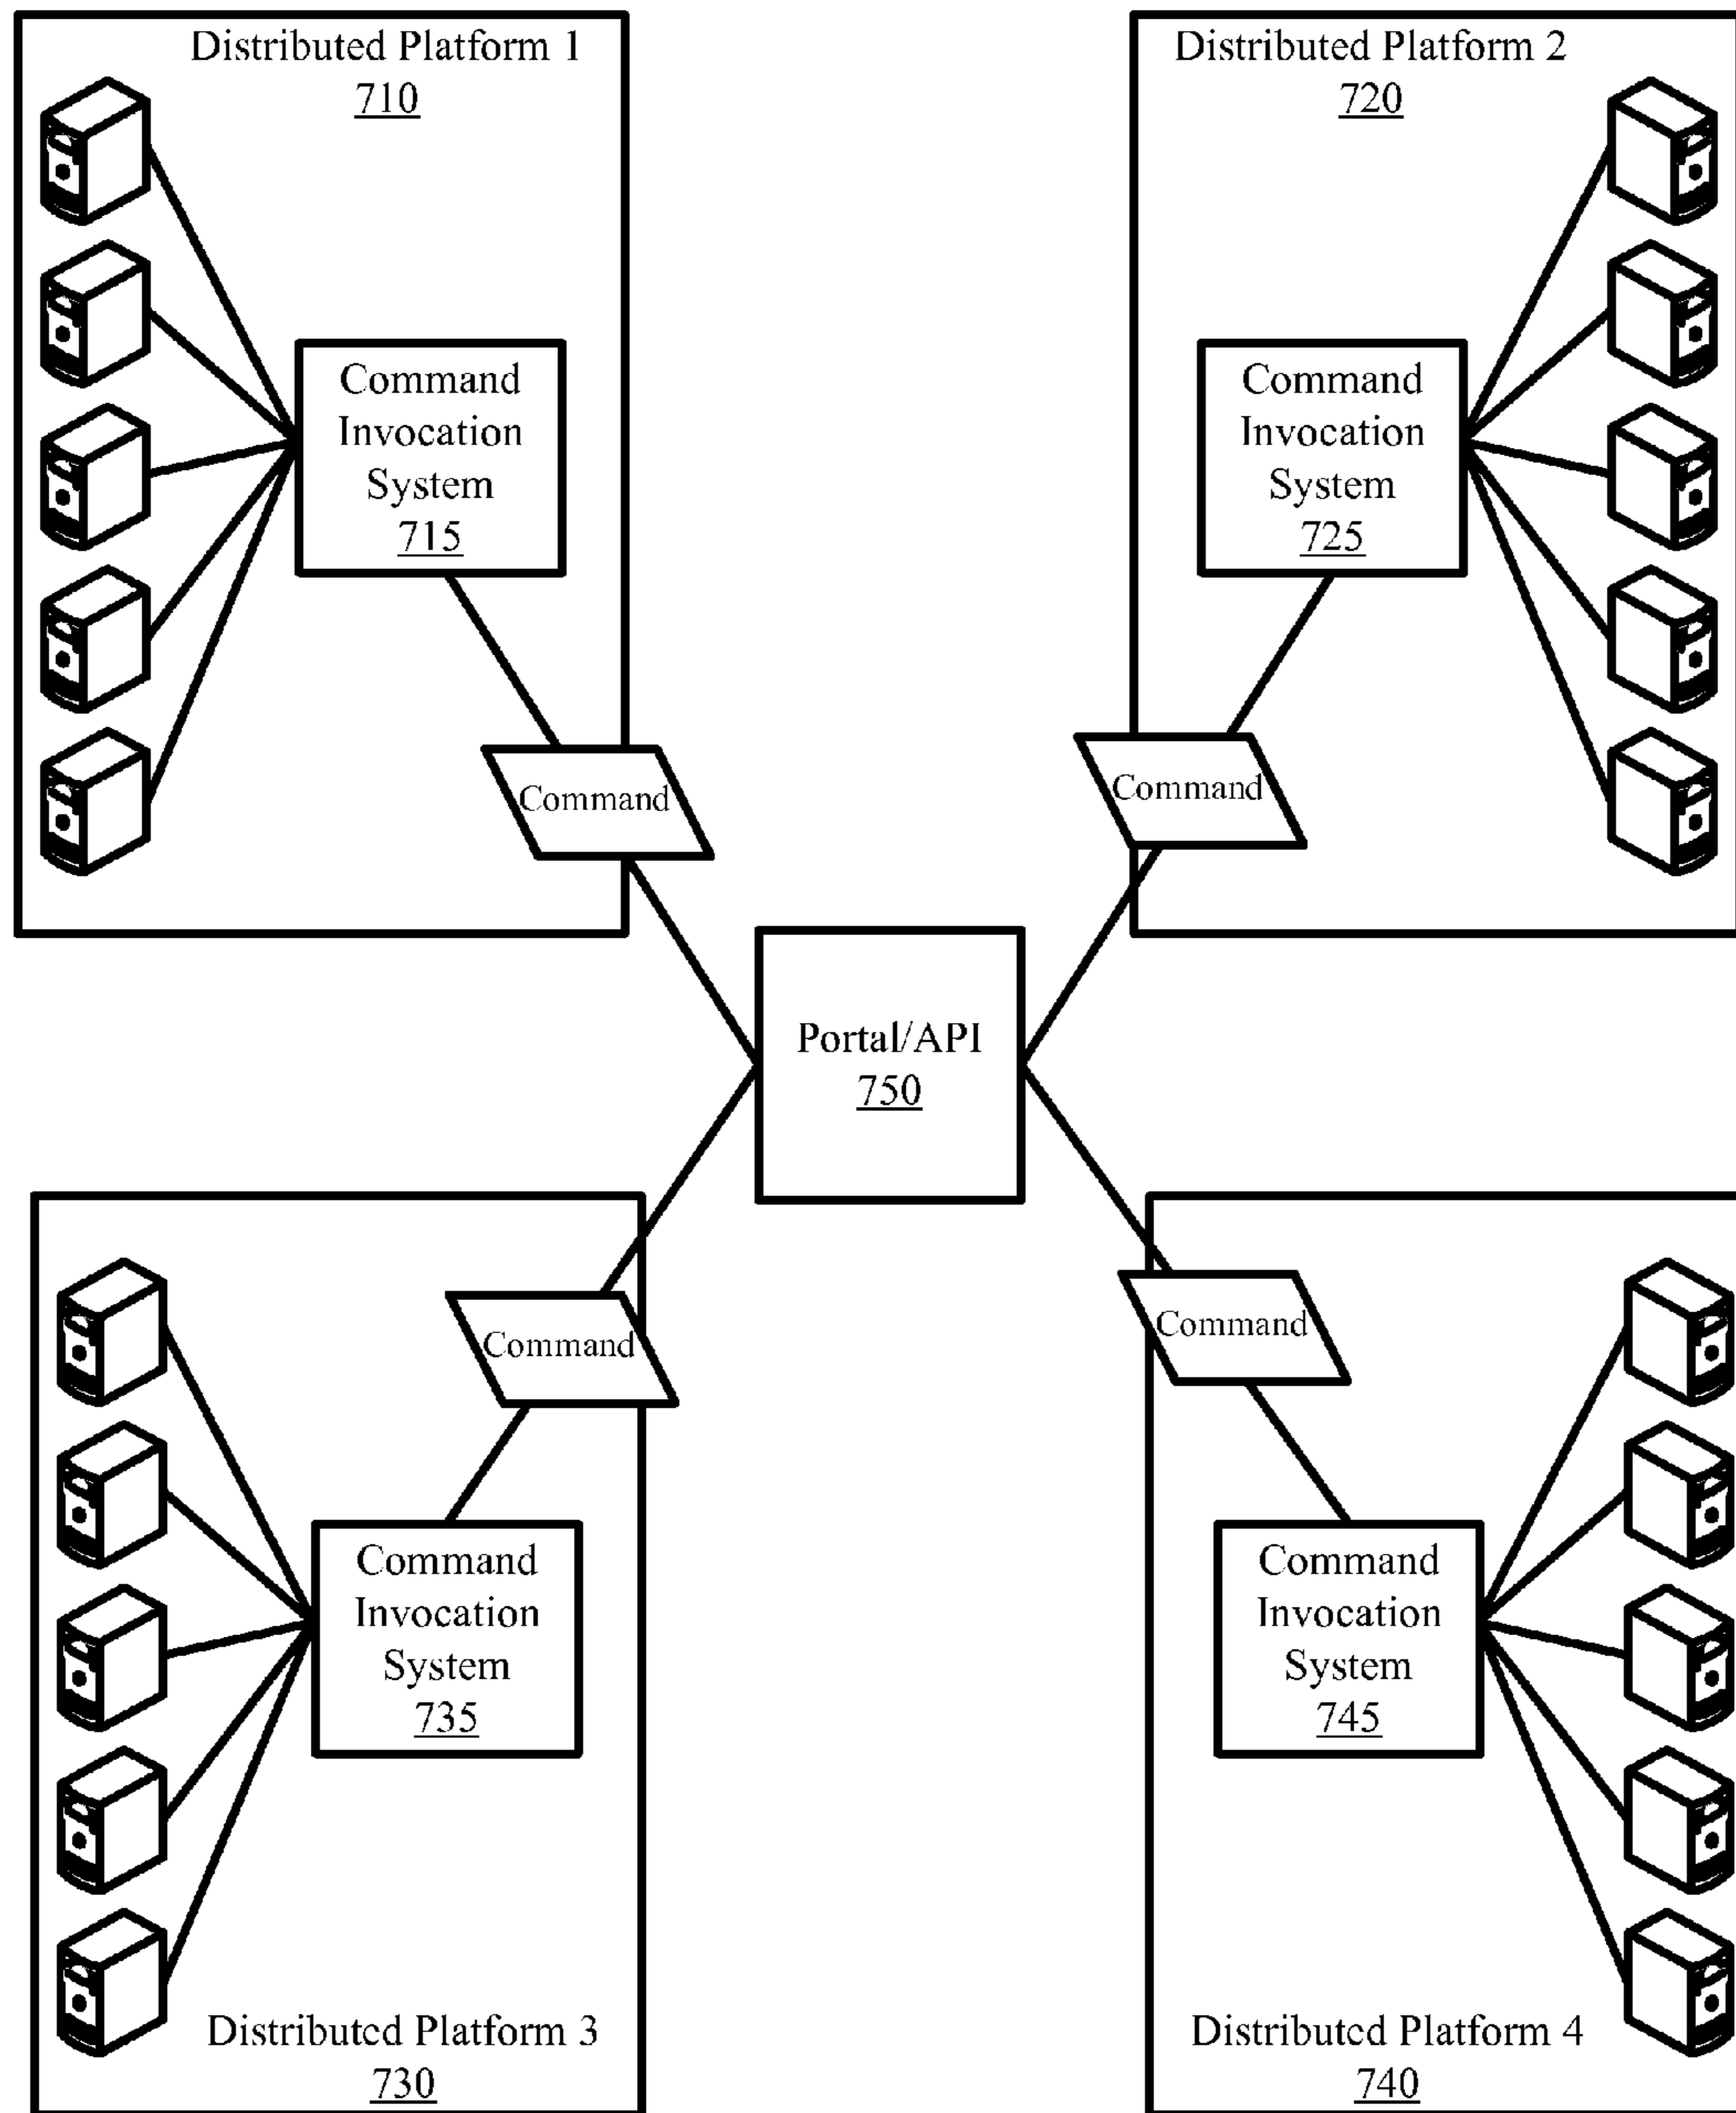 Distributed Platform 1
710
Distributed Platform 2
720
Command
Invocation
System
715
Command
Invocation
System
725
Command
Command
Portal/API
750
Command
Command
Command
Invocation
System
735
Command
Invocation
System
745
Distributed Platform 3
730
Distributed Platform 4
740